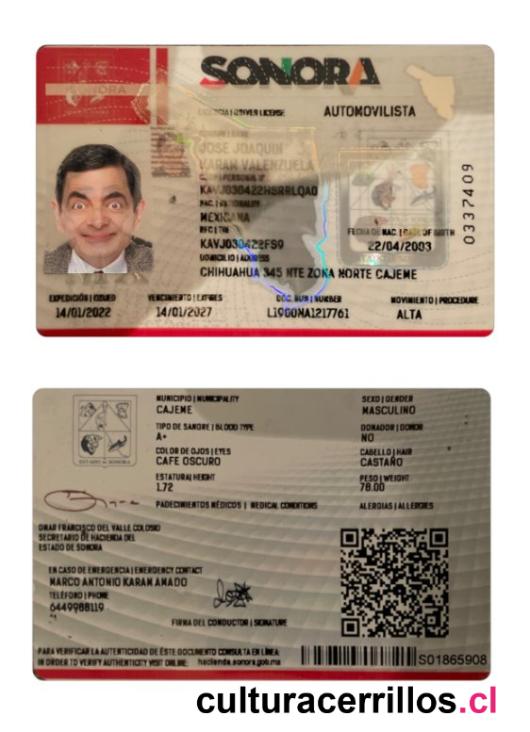 SONORA
SONORA
LICENCIA | DRIVER LICENSE
AUTOMOVILISTA
JOSE JOAQUIN
KARAM VALENZUELA
KAVJ030422HSRRLQA0
NAC. | NATIONALITY
MEXICANA
RFC | TIN
KAVJ030422FS9
FECHA DE NAC. | DATE OF BIRTH
22/04/2003
0337409
DOMICILIO | ADDRESS
CHIHUAHUA 345 NTE ZONA NORTE CAJEME
EXPEDICIÓN | ISSUED
VENCIMIENTO | EXPIRES
DOC. NUM | NUMBER
MOVIMIENTO | PROCEDURE
14/01/2022
14/01/2027
L1900NA1217761
ALTA
MUNICIPIO | MUNICIPALITY
CAJEME
SEXO | GENDER
MASCULINO
TIPO DE SANGRE | BLOOD TYPE
A+
DONADOR | DONOR
NO
COLOR DE OJOS | EYES
CAFE OSCURO
CABELLO | HAIR
CASTAÑO
ESTATURA | HEIGHT
1.72
PESO | WEIGHT
78.00
PADECIMIENTOS MÉDICOS | MEDICAL CONDITIONS
ALERGIAS | ALLERGIES
ESTADO DE SONORA
OMAR FRANCISCO DEL VALLE COLOSIO
SECRETARIO DE HACIENDA DEL
ESTADO DE SONORA
EN CASO DE EMERGENCIA | EMERGENCY CONTACT
MARCO ANTONIO KARAM AMADO
TELÉFONO | PHONE
6449988119
FIRMA DEL CONDUCTOR | SIGNATURE
PARA VERIFICAR LA AUTENTICIDAD DE ÉSTE DOCUMENTO CONSULTA EN LÍNEA:
IN ORDER TO VERIFY AUTHENTICITY VISIT ONLINE: hacienda.sonora.gob.mx
S01865908
culturacerrillos.cl